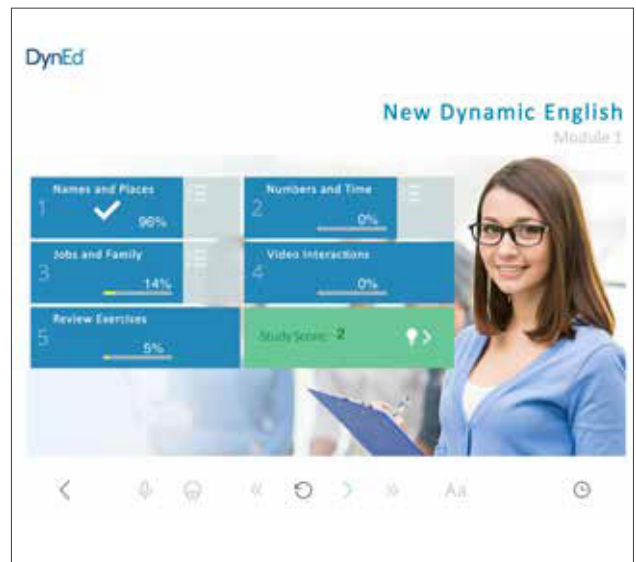 DynEd
New Dynamic English
Module 1
Names and Places
1
96%
Numbers and Time
2
0%
Jobs and Family
3
14%
Video Interactions
4
0%
Review Exercises
5
5%
Study Score: 2
Aa